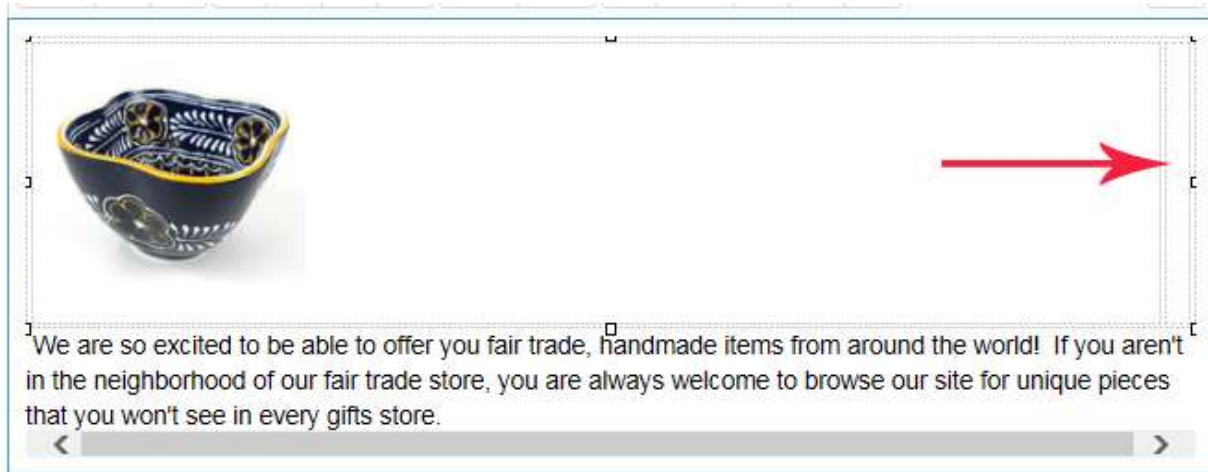 We are so excited to be able to offer you fair trade, handmade items from around the world!  If you aren't
in the neighborhood of our fair trade store, you are always welcome to browse our site for unique pieces
that you won't see in every gifts store.